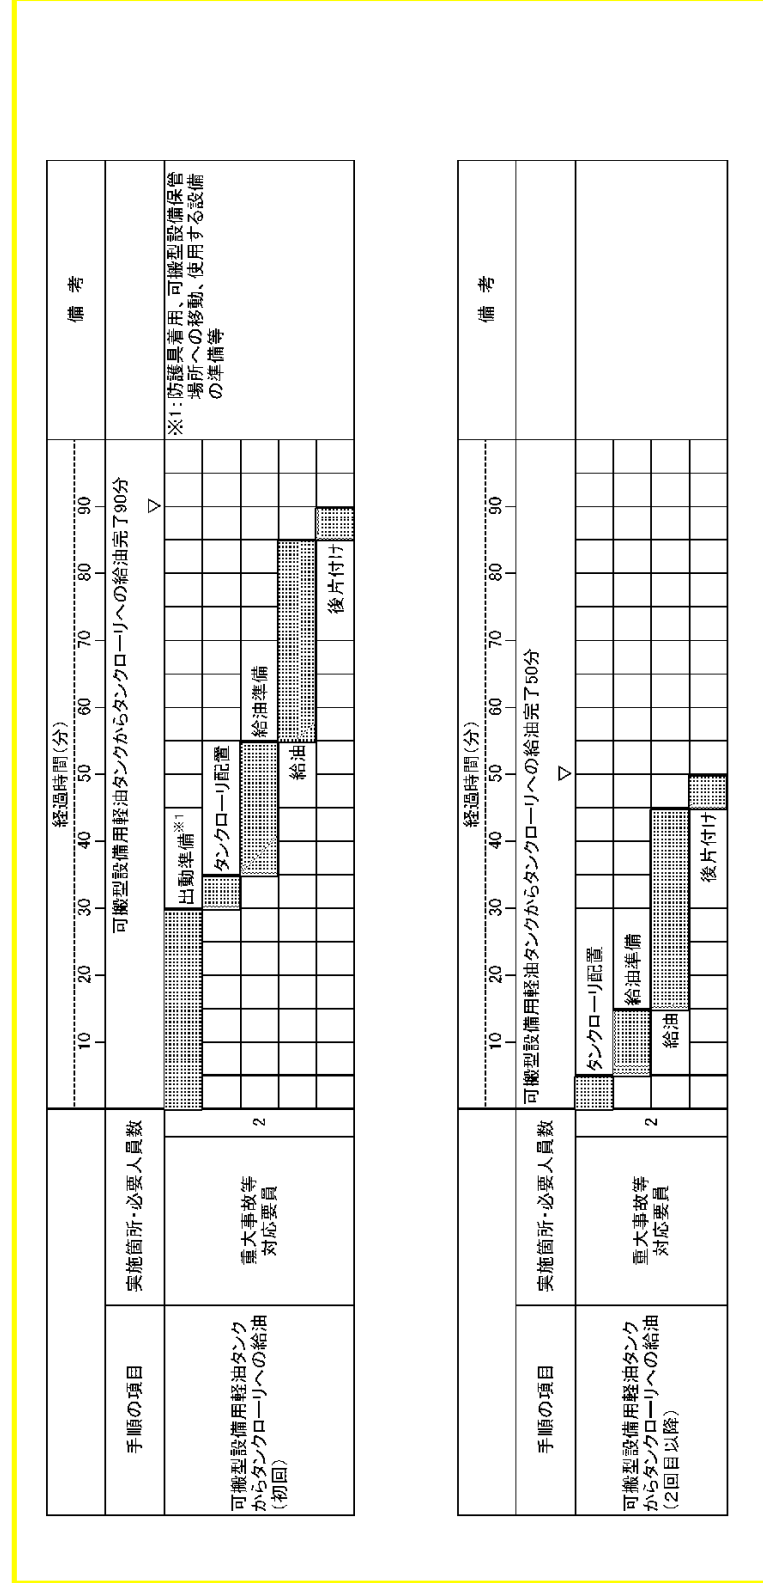 経過時間(分)
備 考
10 20 30 40 50 60 70 80 90
手順の項目
実施箇所・必要人員数
可搬型設備用軽油タンクからタンクローリへの給油完了90分
▽
可搬型設備用軽油タンク
からタンクローリへの給油
(初回)
重大事故等
対応要員
2
出動準備※1
タンクローリ配置
給油準備
給油
後片付け
※1:防護具着用、可搬型設備保管
場所への移動、使用する設備
の準備等
経過時間(分)
備 考
10 20 30 40 50 60 70 80 90
手順の項目
実施箇所・必要人員数
可搬型設備用軽油タンクからタンクローリへの給油完了50分
▽
可搬型設備用軽油タンク
からタンクローリへの給油
(2回目以降)
重大事故等
対応要員
2
タンクローリ配置
給油準備
給油
後片付け